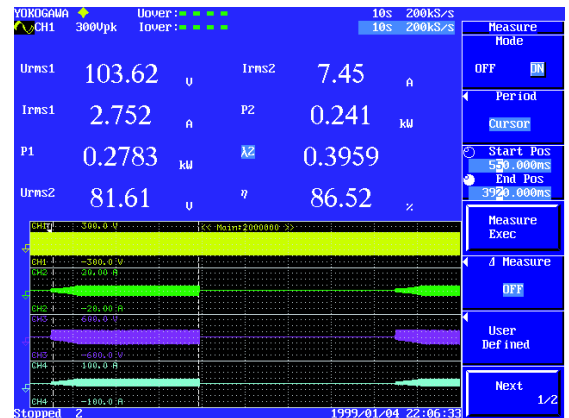 YOKOGAWA Uover: 10s 200kS/s
CH1 300Vpk Iover: 10s 200kS/s
Measure
Mode
OFF ON
Urms1 103.62 V Irms2 7.45 A
Period
Cursor
Irms1 2.752 A P2 0.241 kW
Start Pos
550.000ms
End Pos
3920.000ms
P1 0.2783 kW λ2 0.3959
Urms2 81.61 V η 86.52 %
Measure
Exec
CH1 300.0 V << Main:2000000 >>
CH1 -300.0 V
CH2 20.00 A
Δ Measure
OFF
CH2 -20.00 A
CH3 600.0 V
User
Defined
CH3 -600.0 V
CH4 100.0 A
Next
1/2
CH4 -100.0 A
Stopped 2 1999/01/04 22:06:33